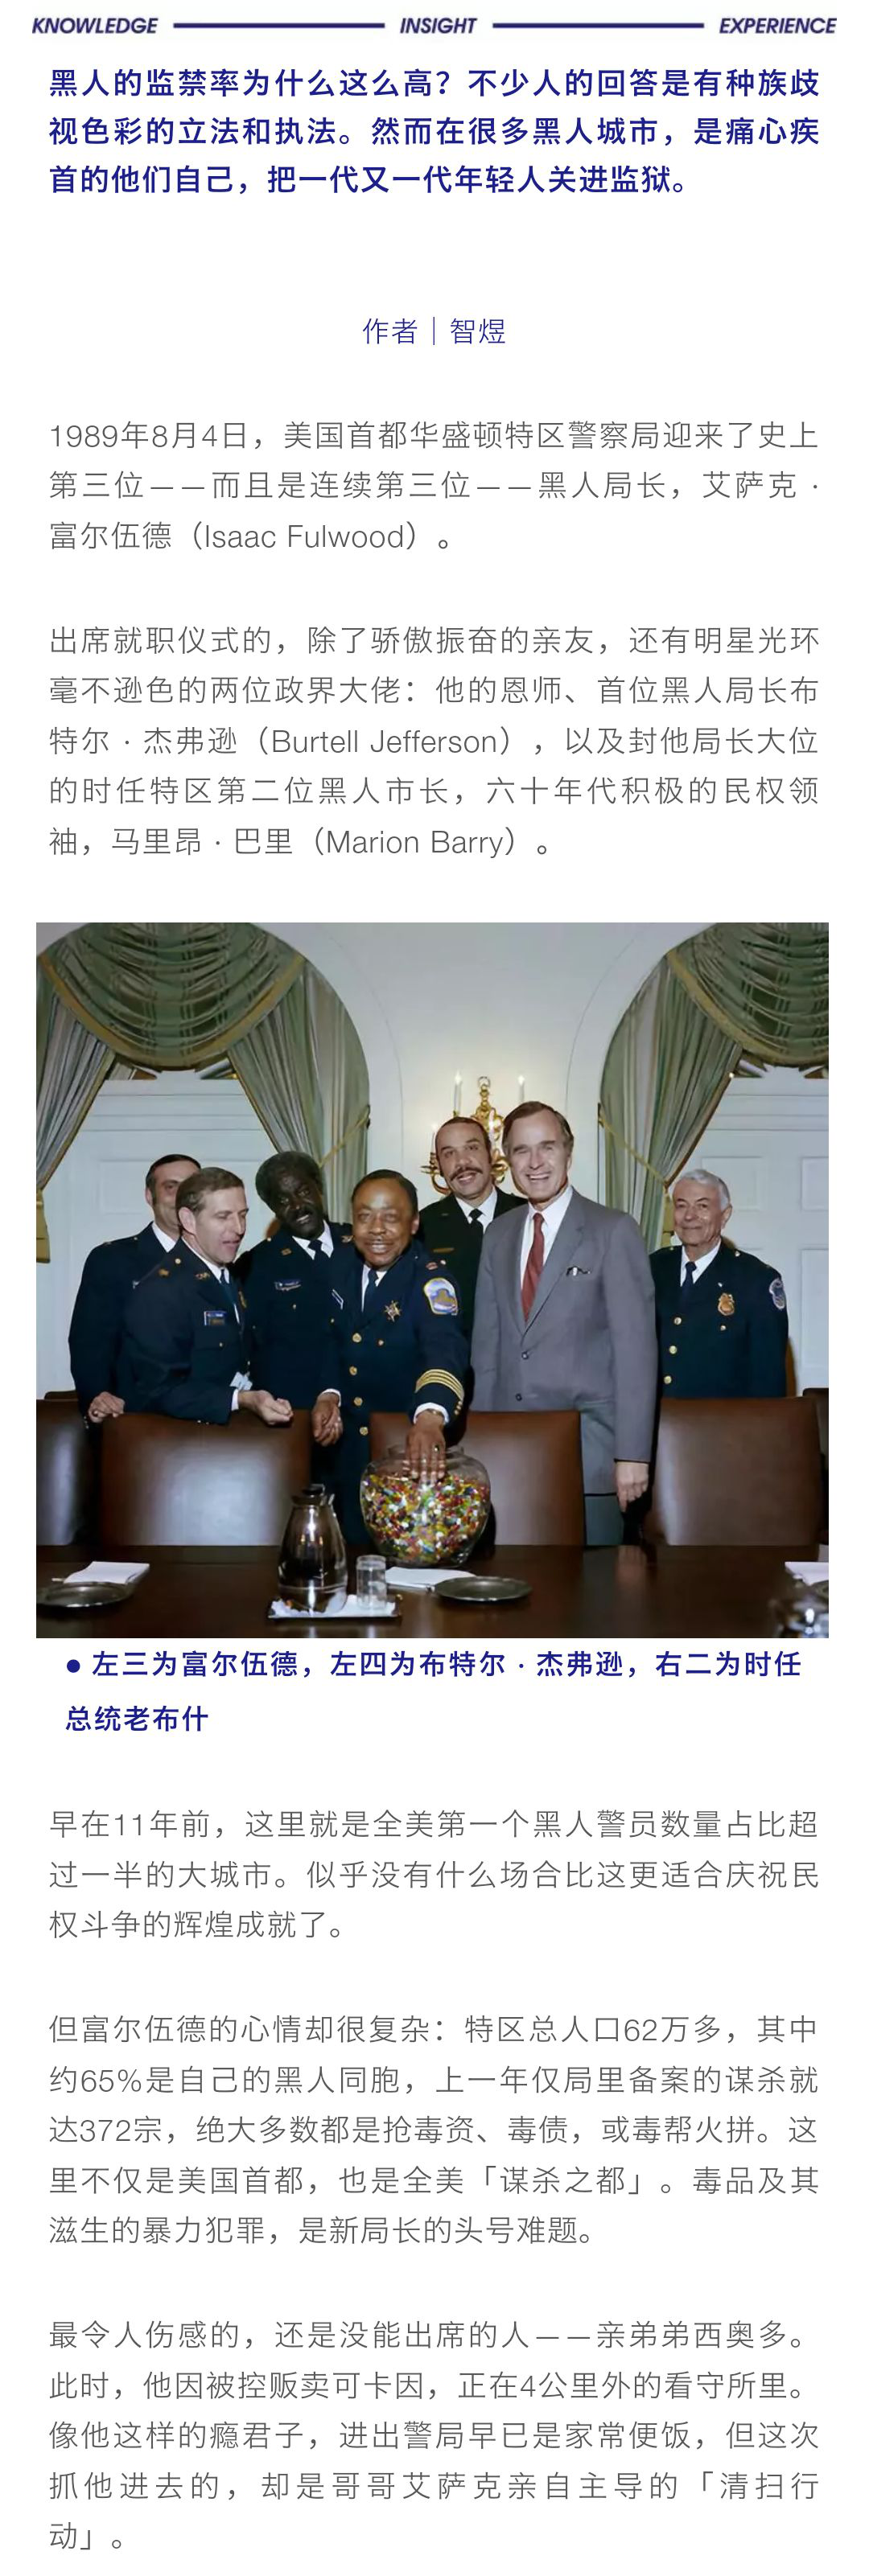 KNOWLEDGE INSIGHT EXPERIENCE
黑人的监禁率为什么这么高？不少人的回答是有种族歧
视色彩的立法和执法。然而在很多黑人城市，是痛心疾
首的他们自己，把一代又一代年轻人关进监狱。
作者｜智煜
1989年8月4日，美国首都华盛顿特区警察局迎来了史上
第三位——而且是连续第三位——黑人局长，艾萨克 ·
富尔伍德（Isaac Fulwood）。
出席就职仪式的，除了骄傲振奋的亲友，还有明星光环
毫不逊色的两位政界大佬：他的恩师、首位黑人局长布
特尔 · 杰弗逊（Burtell Jefferson），以及封他局长大位
的时任特区第二位黑人市长，六十年代积极的民权领
袖，马里昂 · 巴里（Marion Barry）。
● 左三为富尔伍德，左四为布特尔 · 杰弗逊，右二为时任
总统老布什
早在11年前，这里就是全美第一个黑人警员数量占比超
过一半的大城市。似乎没有什么场合比这更适合庆祝民
权斗争的辉煌成就了。
但富尔伍德的心情却很复杂：特区总人口62万多，其中
约65%是自己的黑人同胞，上一年仅局里备案的谋杀就
达372宗，绝大多数都是抢毒资、毒债，或毒帮火拼。这
里不仅是美国首都，也是全美「谋杀之都」。毒品及其
滋生的暴力犯罪，是新局长的头号难题。
最令人伤感的，还是没能出席的人——亲弟弟西奥多。
此时，他因被控贩卖可卡因，正在4公里外的看守所里。
像他这样的瘾君子，进出警局早已是家常便饭，但这次
抓他进去的，却是哥哥艾萨克亲自主导的「清扫行
动」。